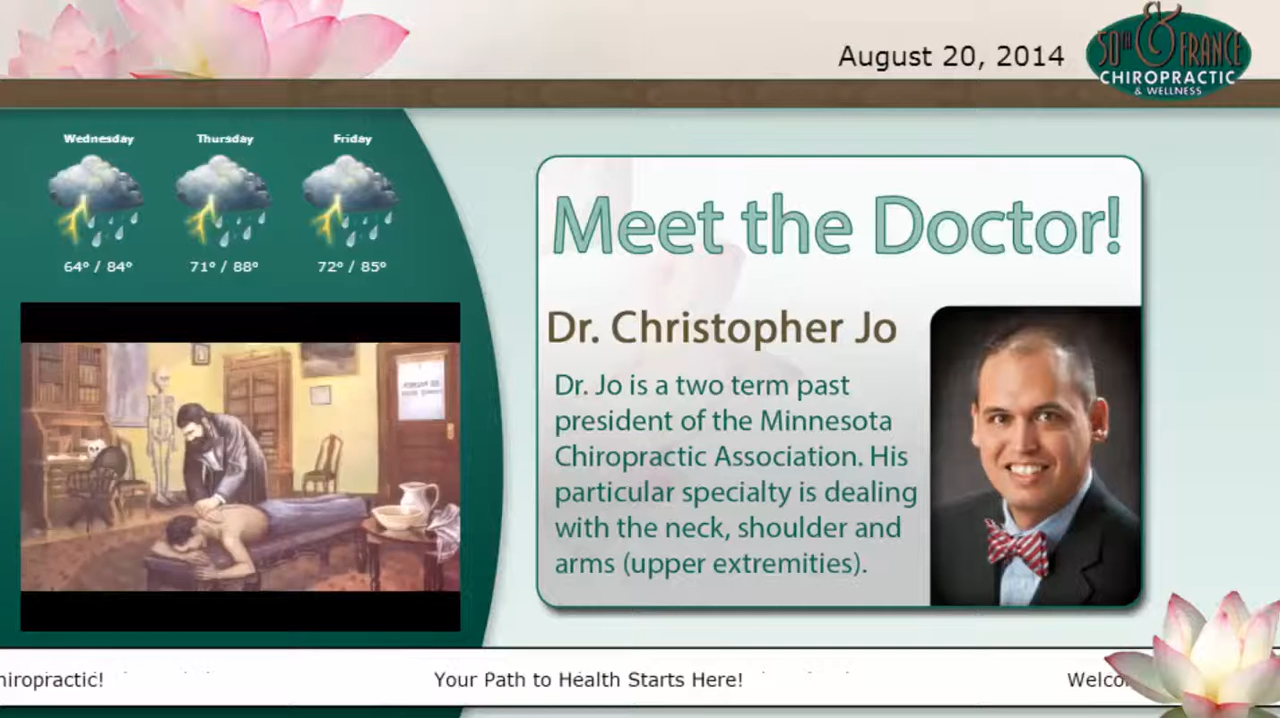 August 20, 2014
50TH & FRANCE
CHIROPRACTIC
& WELLNESS
Wednesday Thursday Friday
64° / 84° 71° / 88° 72° / 85°
Meet the Doctor!
Dr. Christopher Jo
Dr. Jo is a two term past
president of the Minnesota
Chiropractic Association. His
particular specialty is dealing
with the neck, shoulder and
arms (upper extremities).
hiropractic! Your Path to Health Starts Here! Welco